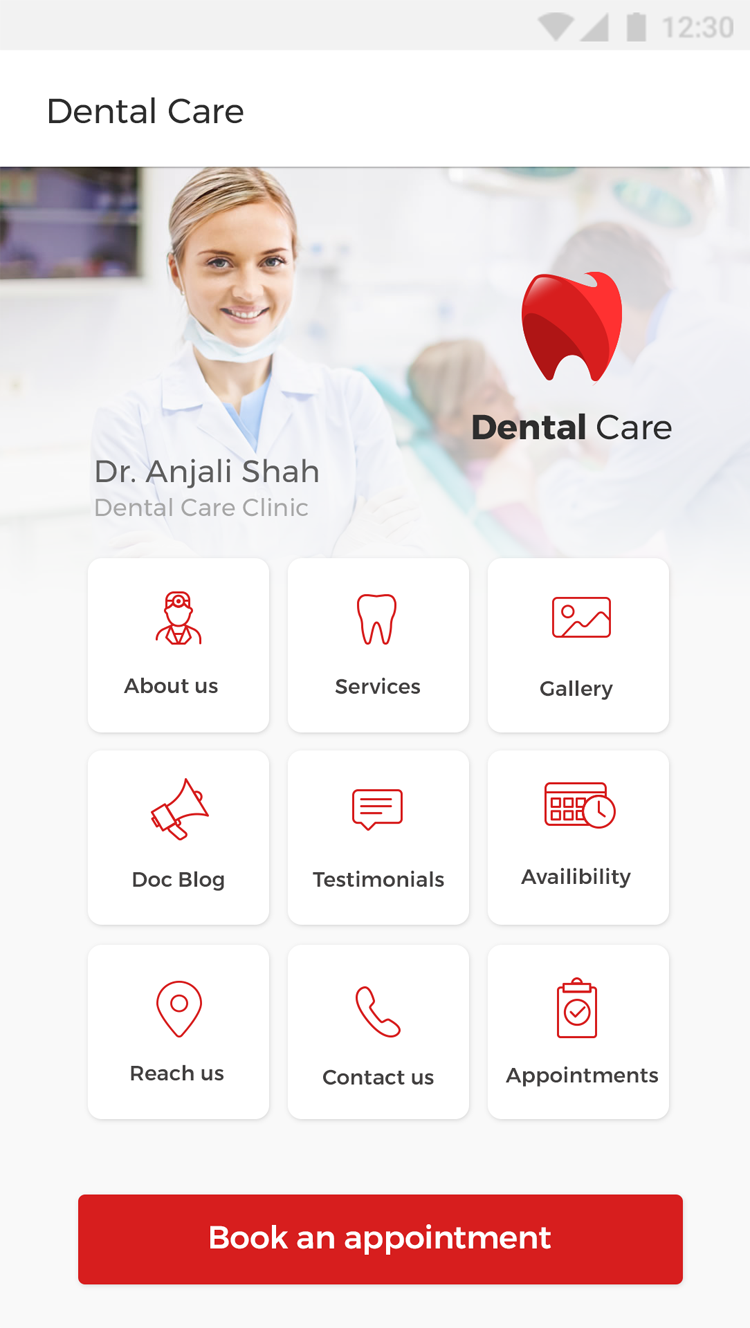 12:30
Dental Care
Dental Care
Dr. Anjali Shah
Dental Care Clinic
About us
Services
Gallery
Doc Blog
Testimonials
Availibility
Reach us
Contact us
Appointments
Book an appointment